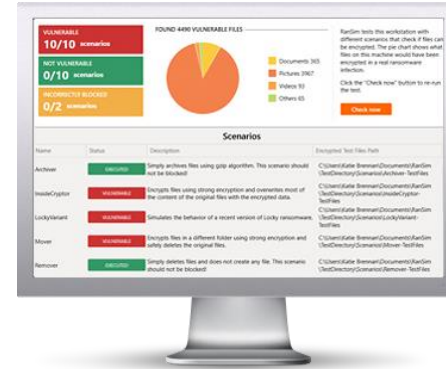 VULNERABLE
10/10 scenarios
NOT VULNERABLE
0/10 scenarios
INCORRECTLY BLOCKED
0/2 scenarios
FOUND 4490 VULNERABLE FILES
Documents 365
Pictures 3967
Videos 93
Others 65
RanSim tests this workstation with
different scenarios that check if files can
be encrypted. The pie chart shows what
files on this machine would have been
encrypted in a real ransomware
infection.
Click the "Check now" button to re-run
the test.
Check now
Scenarios
Name Status Description Encrypted Test Files Path
Archiver EXECUTED Simply archives files using gzip algorithm. This scenario should
not be blocked!
C:\Users\Katie Brennan\Documents\RanSim
\TestDirectory\Scenarios\Archiver-TestFiles
InsideCryptor VULNERABLE Encrypts files using strong encryption and overwrites most of
the content of the original files with the encrypted data.
C:\Users\Katie Brennan\Documents\RanSim
\TestDirectory\Scenarios\InsideCryptor-
TestFiles
LockyVariant VULNERABLE Simulates the behavior of a recent version of Locky ransomware.
C:\Users\Katie Brennan\Documents\RanSim
\TestDirectory\Scenarios\LockyVariant-
TestFiles
Mover VULNERABLE Encrypts files in a different folder using strong encryption and
safely deletes the original files.
C:\Users\Katie Brennan\Documents\RanSim
\TestDirectory\Scenarios\Mover-TestFiles
Remover EXECUTED Simply deletes files and does not create any file. This scenario
should not be blocked!
C:\Users\Katie Brennan\Documents\RanSim
\TestDirectory\Scenarios\Remover-TestFiles